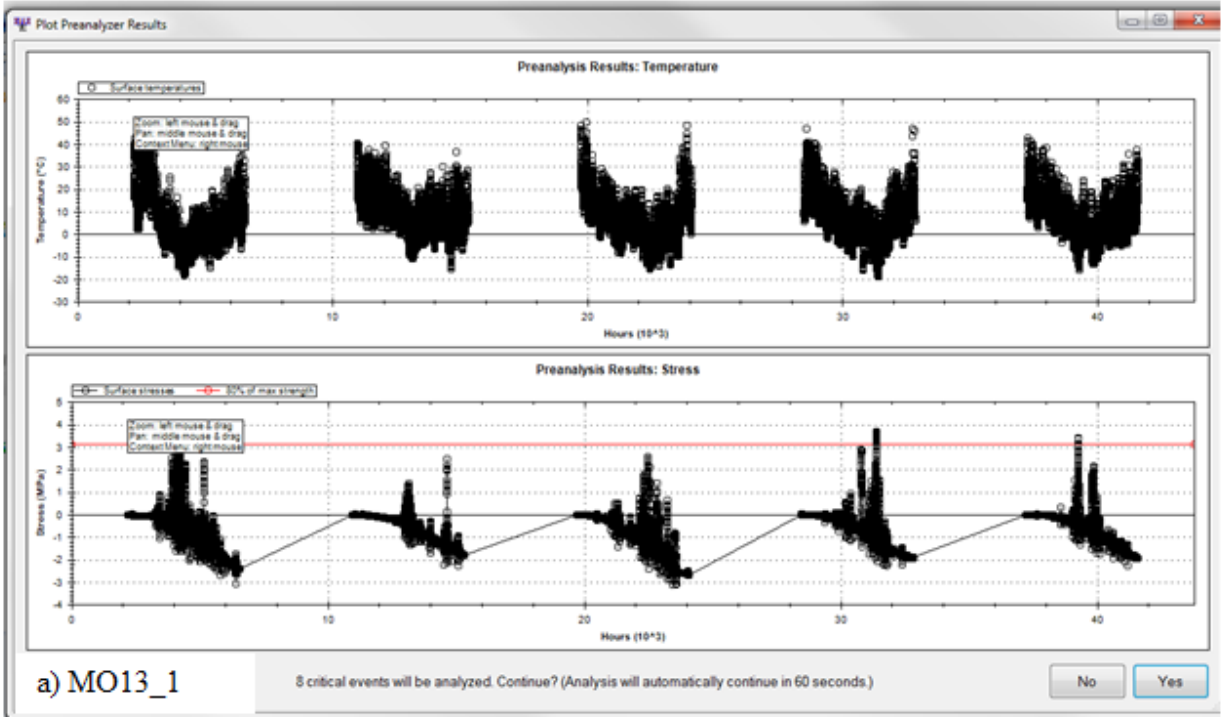 Plot Preanalyzer Results
Preanalysis Results: Temperature
Surface temperatures
Zoom: left mouse & drag
Pan: middle mouse & drag
Context Menu: right mouse
Temperature (°C)
60
50
40
30
20
10
0
-10
-20
-30
0 10 20 30 40
Hours (10^3)
Preanalysis Results: Stress
Surface stresses 80% of max strength
Zoom: left mouse & drag
Pan: middle mouse & drag
Context Menu: right mouse
Stress (MPa)
5
4
3
2
1
0
-1
-2
-3
-4
0 10 20 30 40
Hours (10^3)
a) MO13_1
8 critical events will be analyzed. Continue? (Analysis will automatically continue in 60 seconds.)
No Yes